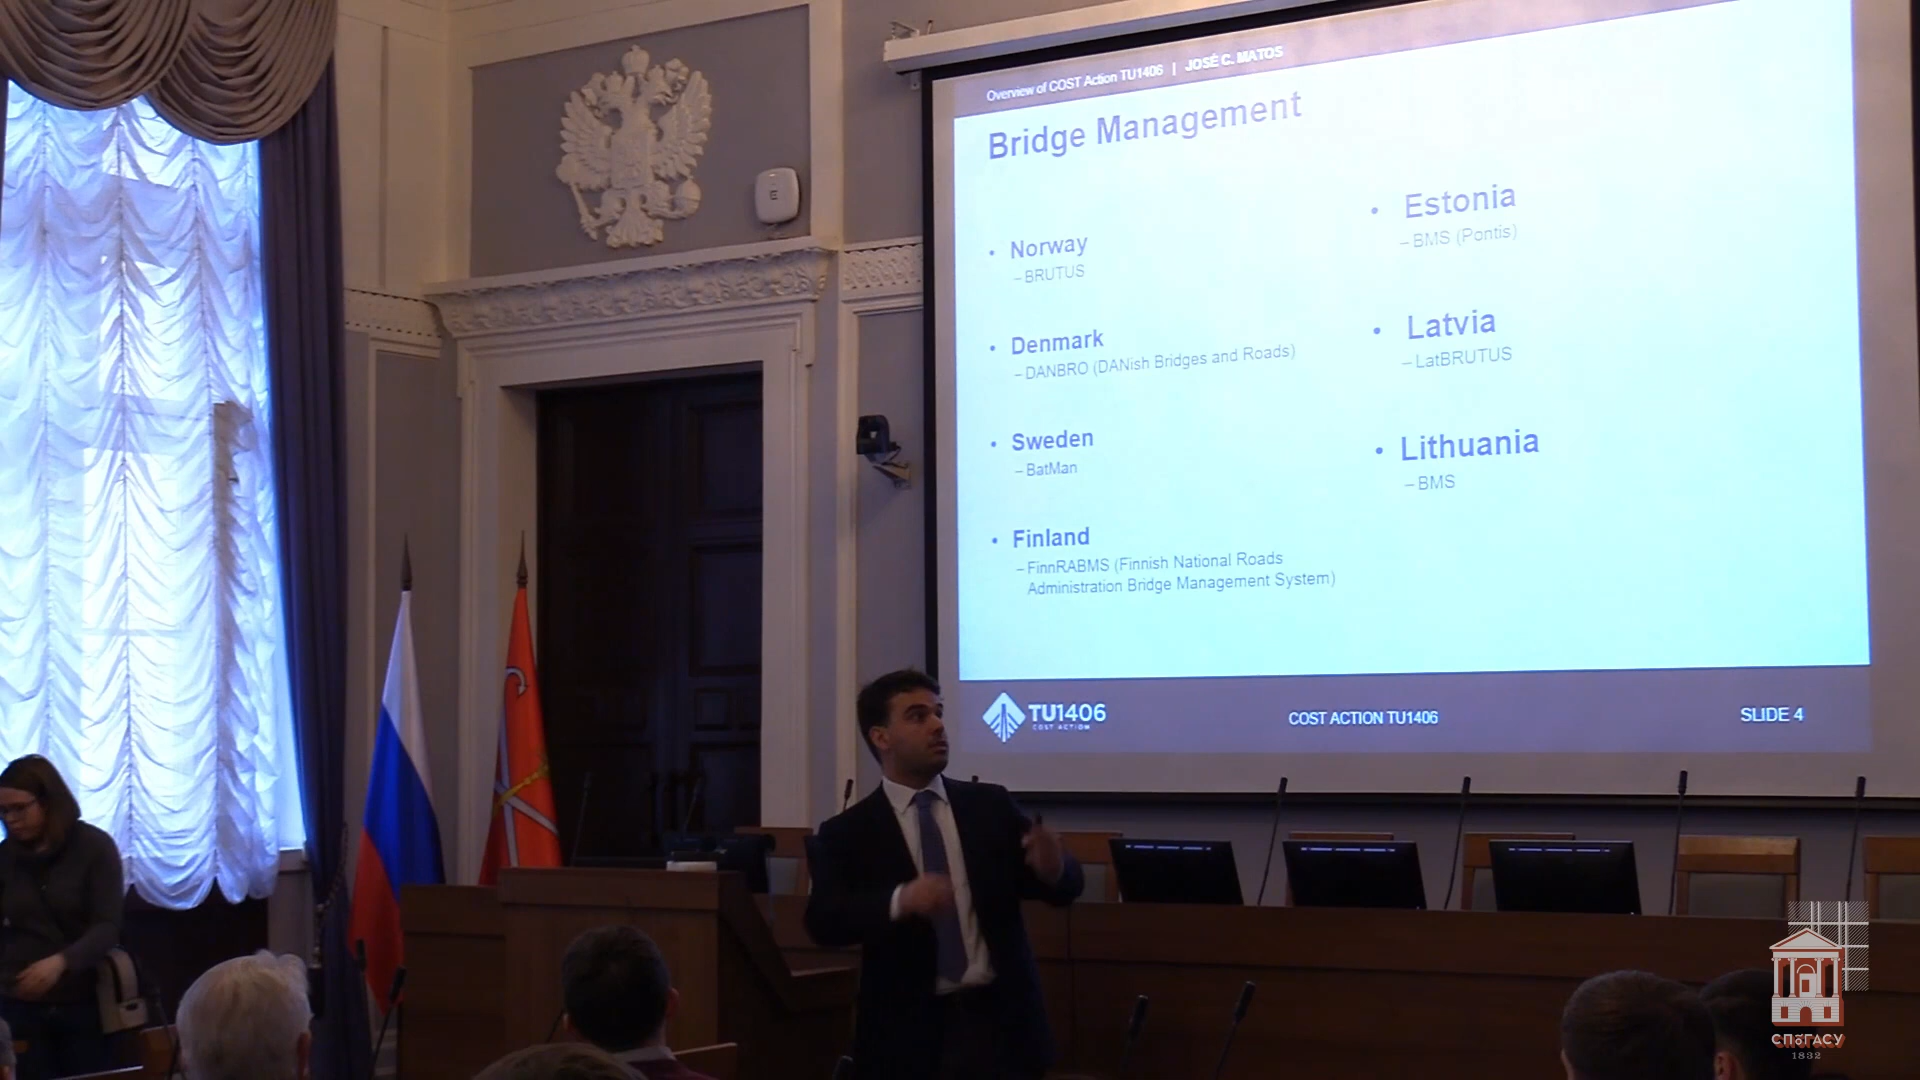 Overview of COST Action TU1406 | JOSÉ C. MATOS
Bridge Management
• Norway
– BRUTUS
• Denmark
– DANBRO (DANish Bridges and Roads)
• Sweden
– BatMan
• Finland
– FinnRABMS (Finnish National Roads
Administration Bridge Management System)
• Estonia
– BMS (Pontis)
• Latvia
– LatBRUTUS
• Lithuania
– BMS
TU1406
COST ACTION
COST ACTION TU1406
SLIDE 4
СПбГАСУ
1832